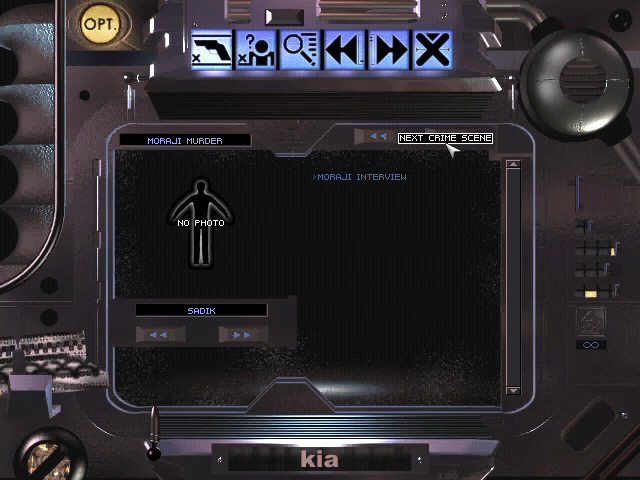 OPT.
MORAJI MURDER
NEXT CRIME SCENE
>MORAJI INTERVIEW
NO PHOTO
SADIK
kia